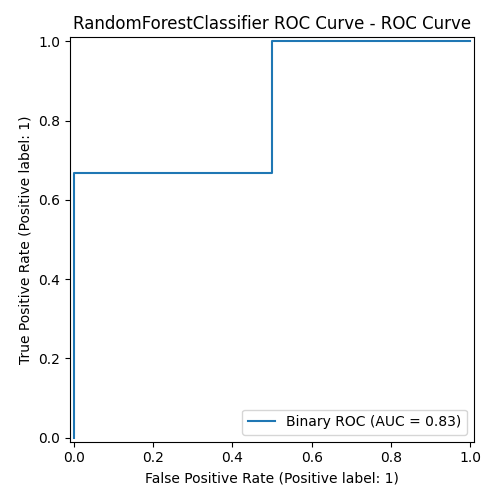 RandomForestClassifier ROC Curve - ROC Curve
1.0
0.8
0.6
0.4
0.2
0.0
True Positive Rate (Positive label: 1)
Binary ROC (AUC = 0.83)
0.0 0.2 0.4 0.6 0.8 1.0
False Positive Rate (Positive label: 1)